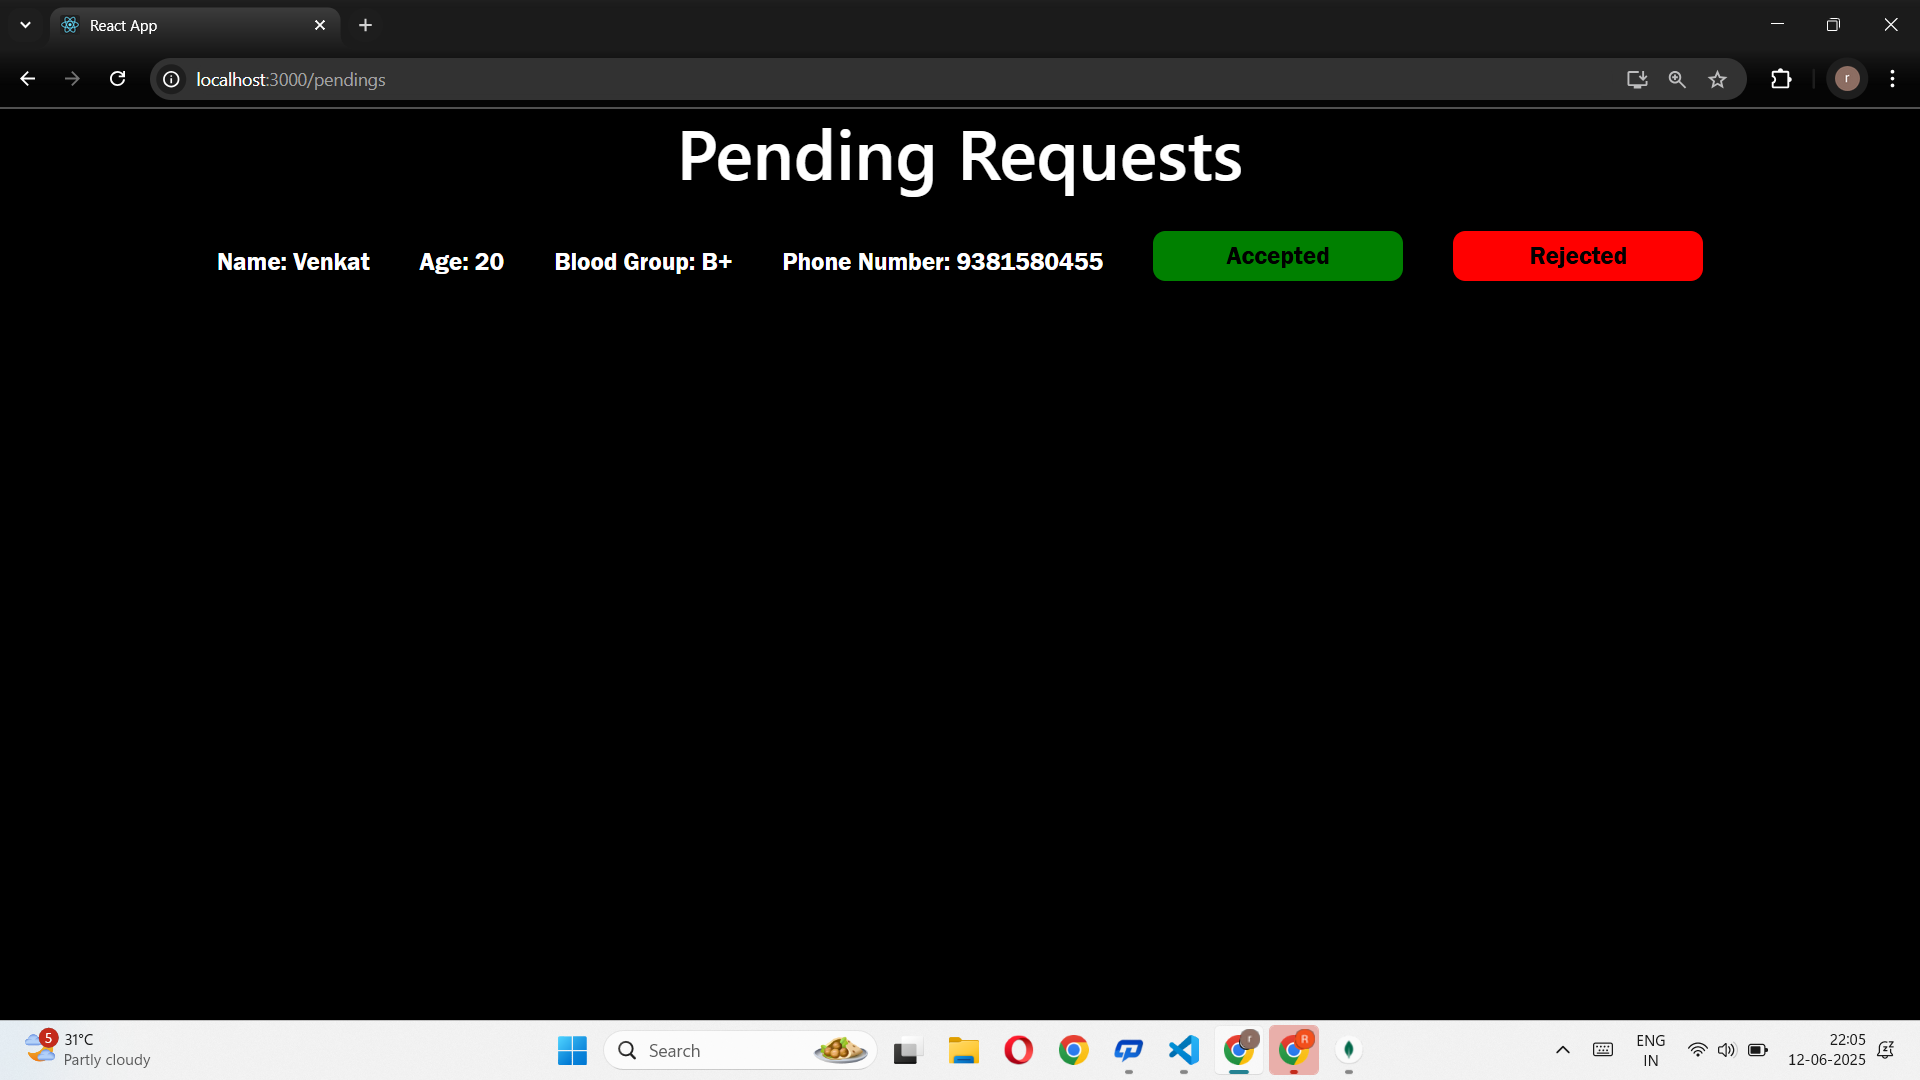 React App
localhost:3000/pendings
r
Pending Requests
Name: Venkat Age: 20 Blood Group: B+ Phone Number: 9381580455 Accepted Rejected
5
31°C
Partly cloudy
Search
r
R
ENG
IN
22:05
12-06-2025